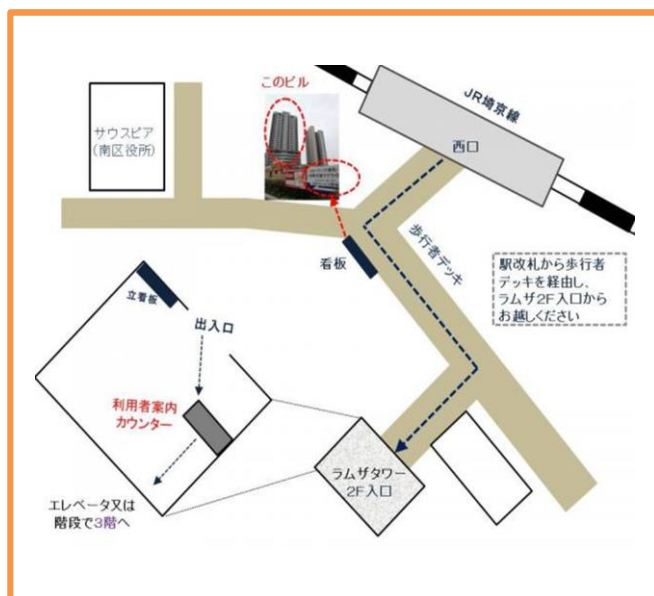 このビル
JR埼京線
サウスピア
(南区役所)
西口
歩行者デッキ
看板
駅改札から歩行者
デッキを経由し、
ラムザ2F入口から
お越しください
立看板
出入口
利用者案内
カウンター
ラムザタワー
2F入口
エレベータ又は
階段で3階へ